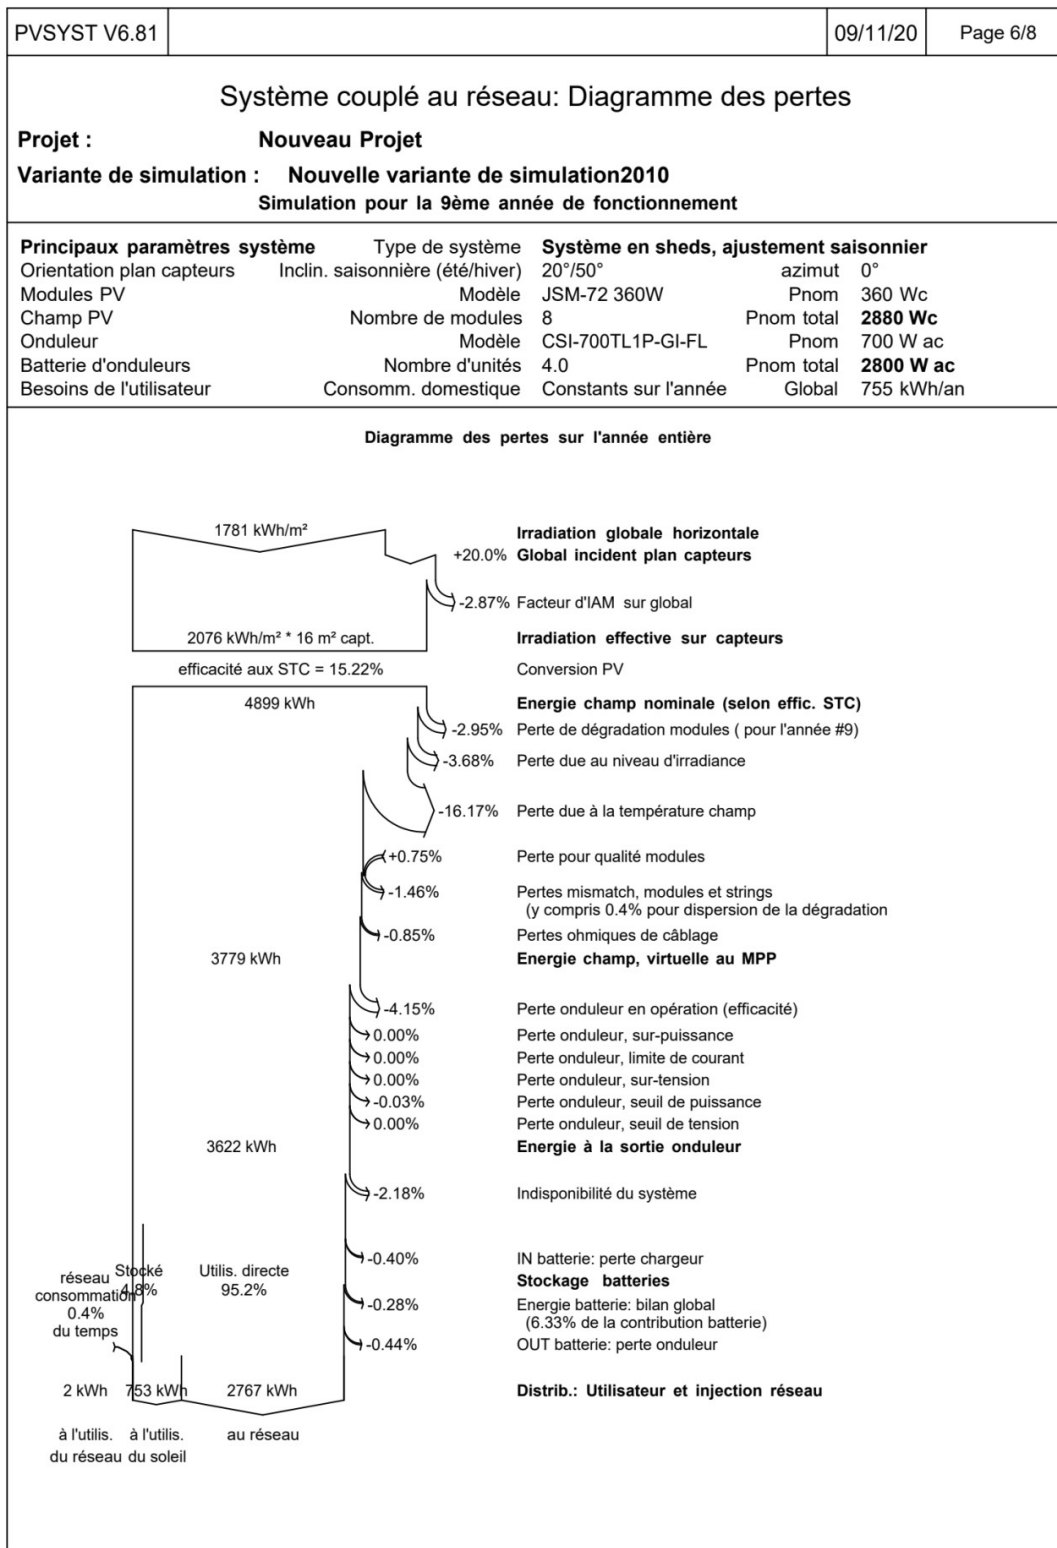 PVSYST V6.81 09/11/20 Page 6/8
Système couplé au réseau: Diagramme des pertes
Projet : Nouveau Projet
Variante de simulation : Nouvelle variante de simulation2010
Simulation pour la 9ème année de fonctionnement
Principaux paramètres système Type de système Système en sheds, ajustement saisonnier
Orientation plan capteurs Inclin. saisonnière (été/hiver) 20°/50° azimut 0°
Modules PV Modèle JSM-72 360W Pnom 360 Wc
Champ PV Nombre de modules 8 Pnom total 2880 Wc
Onduleur Modèle CSI-700TL1P-GI-FL Pnom 700 W ac
Batterie d'onduleurs Nombre d'unités 4.0 Pnom total 2800 W ac
Besoins de l'utilisateur Consomm. domestique Constants sur l'année Global 755 kWh/an
Diagramme des pertes sur l'année entière
1781 kWh/m² Irradiation globale horizontale
+20.0% Global incident plan capteurs
-2.87% Facteur d'IAM sur global
2076 kWh/m² * 16 m² capt. Irradiation effective sur capteurs
efficacité aux STC = 15.22% Conversion PV
4899 kWh Energie champ nominale (selon effic. STC)
-2.95% Perte de dégradation modules ( pour l'année #9)
-3.68% Perte due au niveau d'irradiance
-16.17% Perte due à la température champ
+0.75% Perte pour qualité modules
-1.46% Pertes mismatch, modules et strings
(y compris 0.4% pour dispersion de la dégradation
-0.85% Pertes ohmiques de câblage
3779 kWh Energie champ, virtuelle au MPP
-4.15% Perte onduleur en opération (efficacité)
0.00% Perte onduleur, sur-puissance
0.00% Perte onduleur, limite de courant
0.00% Perte onduleur, sur-tension
-0.03% Perte onduleur, seuil de puissance
0.00% Perte onduleur, seuil de tension
3622 kWh Energie à la sortie onduleur
-2.18% Indisponibilité du système
-0.40% IN batterie: perte chargeur
réseau Stocké Utilis. directe Stockage batteries
consommation 4.8% 95.2%
0.4% -0.28% Energie batterie: bilan global
du temps (6.33% de la contribution batterie)
-0.44% OUT batterie: perte onduleur
2 kWh 753 kWh 2767 kWh Distrib.: Utilisateur et injection réseau
à l'utilis. à l'utilis. au réseau
du réseau du soleil